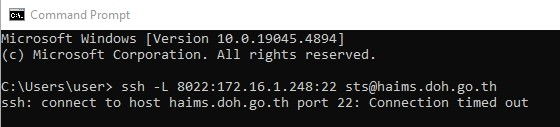 Command Prompt
Microsoft Windows [Version 10.0.19045.4894]
(c) Microsoft Corporation. All rights reserved.
C:\Users\user> ssh -L 8022:172.16.1.248:22 sts@haims.doh.go.th
ssh: connect to host haims.doh.go.th port 22: Connection timed out